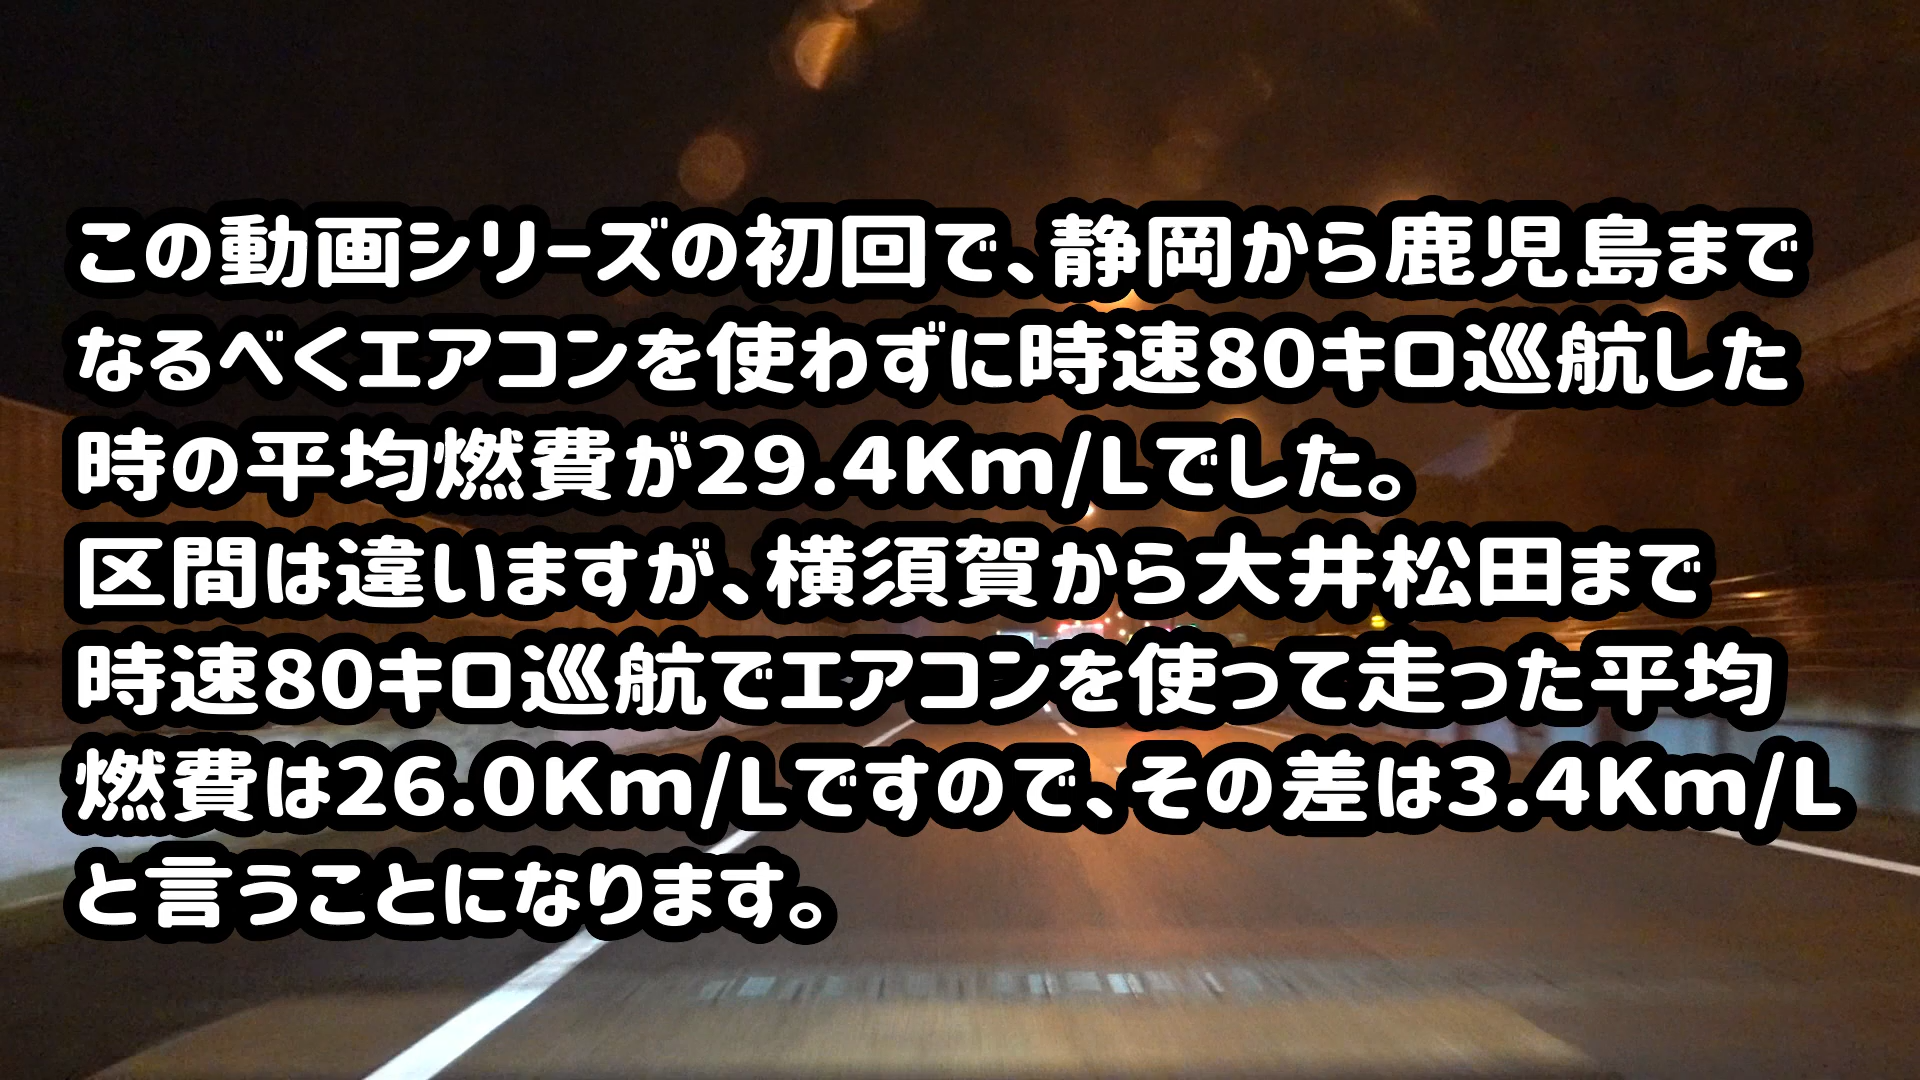 この動画シリーズの初回で、静岡から鹿児島まで
なるべくエアコンを使わずに時速80キロ巡航した
時の平均燃費が29.4Km/Lでした。
区間は違いますが、横須賀から大井松田まで
時速80キロ巡航でエアコンを使って走った平均
燃費は26.0Km/Lですので、その差は3.4Km/L
と言うことになります。